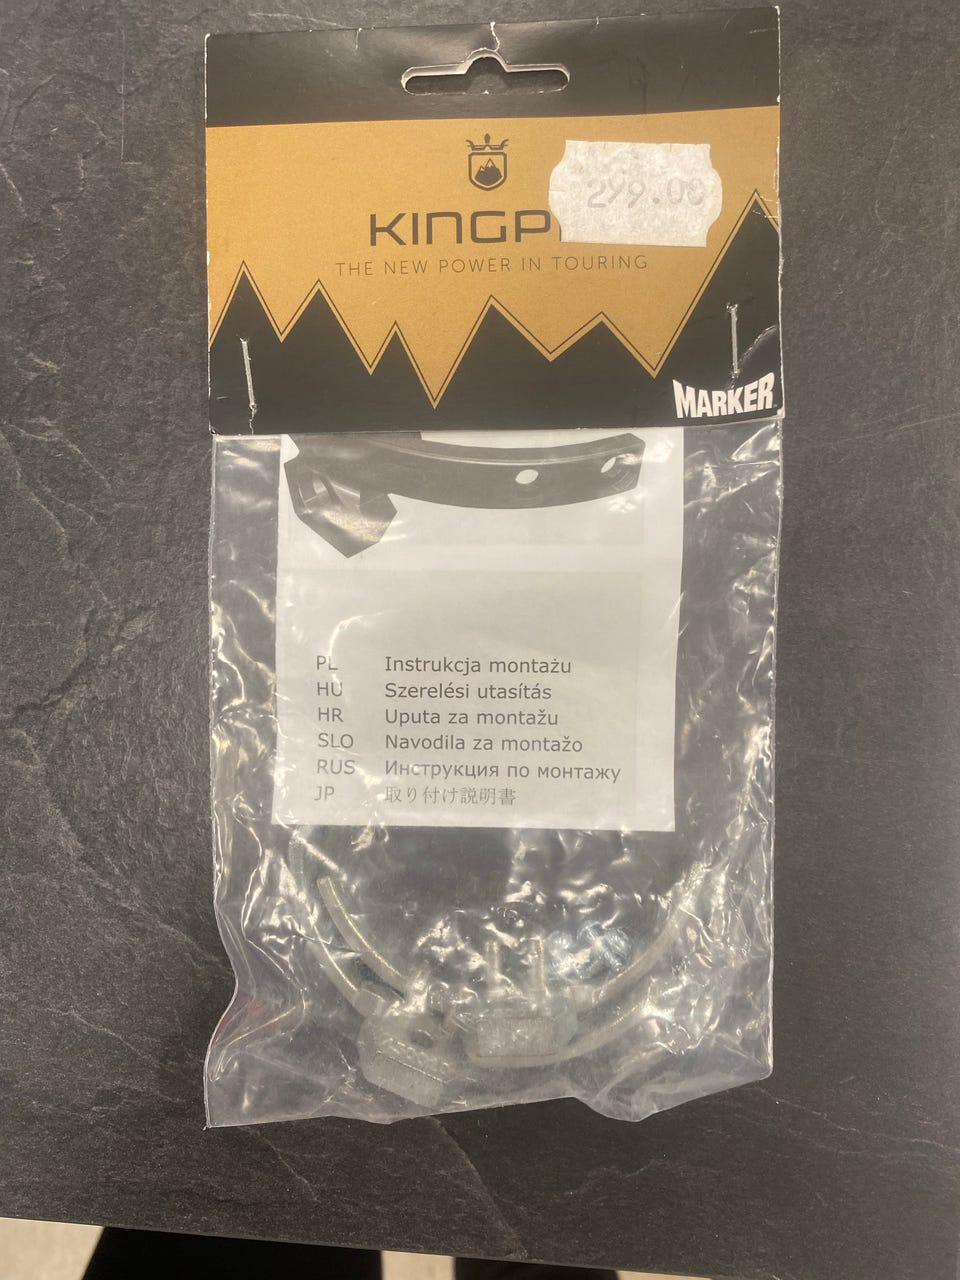 299.00
KINGP
THE NEW POWER IN TOURING
MARKER
PL Instrukcja montażu
HU Szerelési utasítás
HR Uputa za montažu
SLO Navodila za montažo
RUS Инструкция по монтажу
JP 取り付け説明書